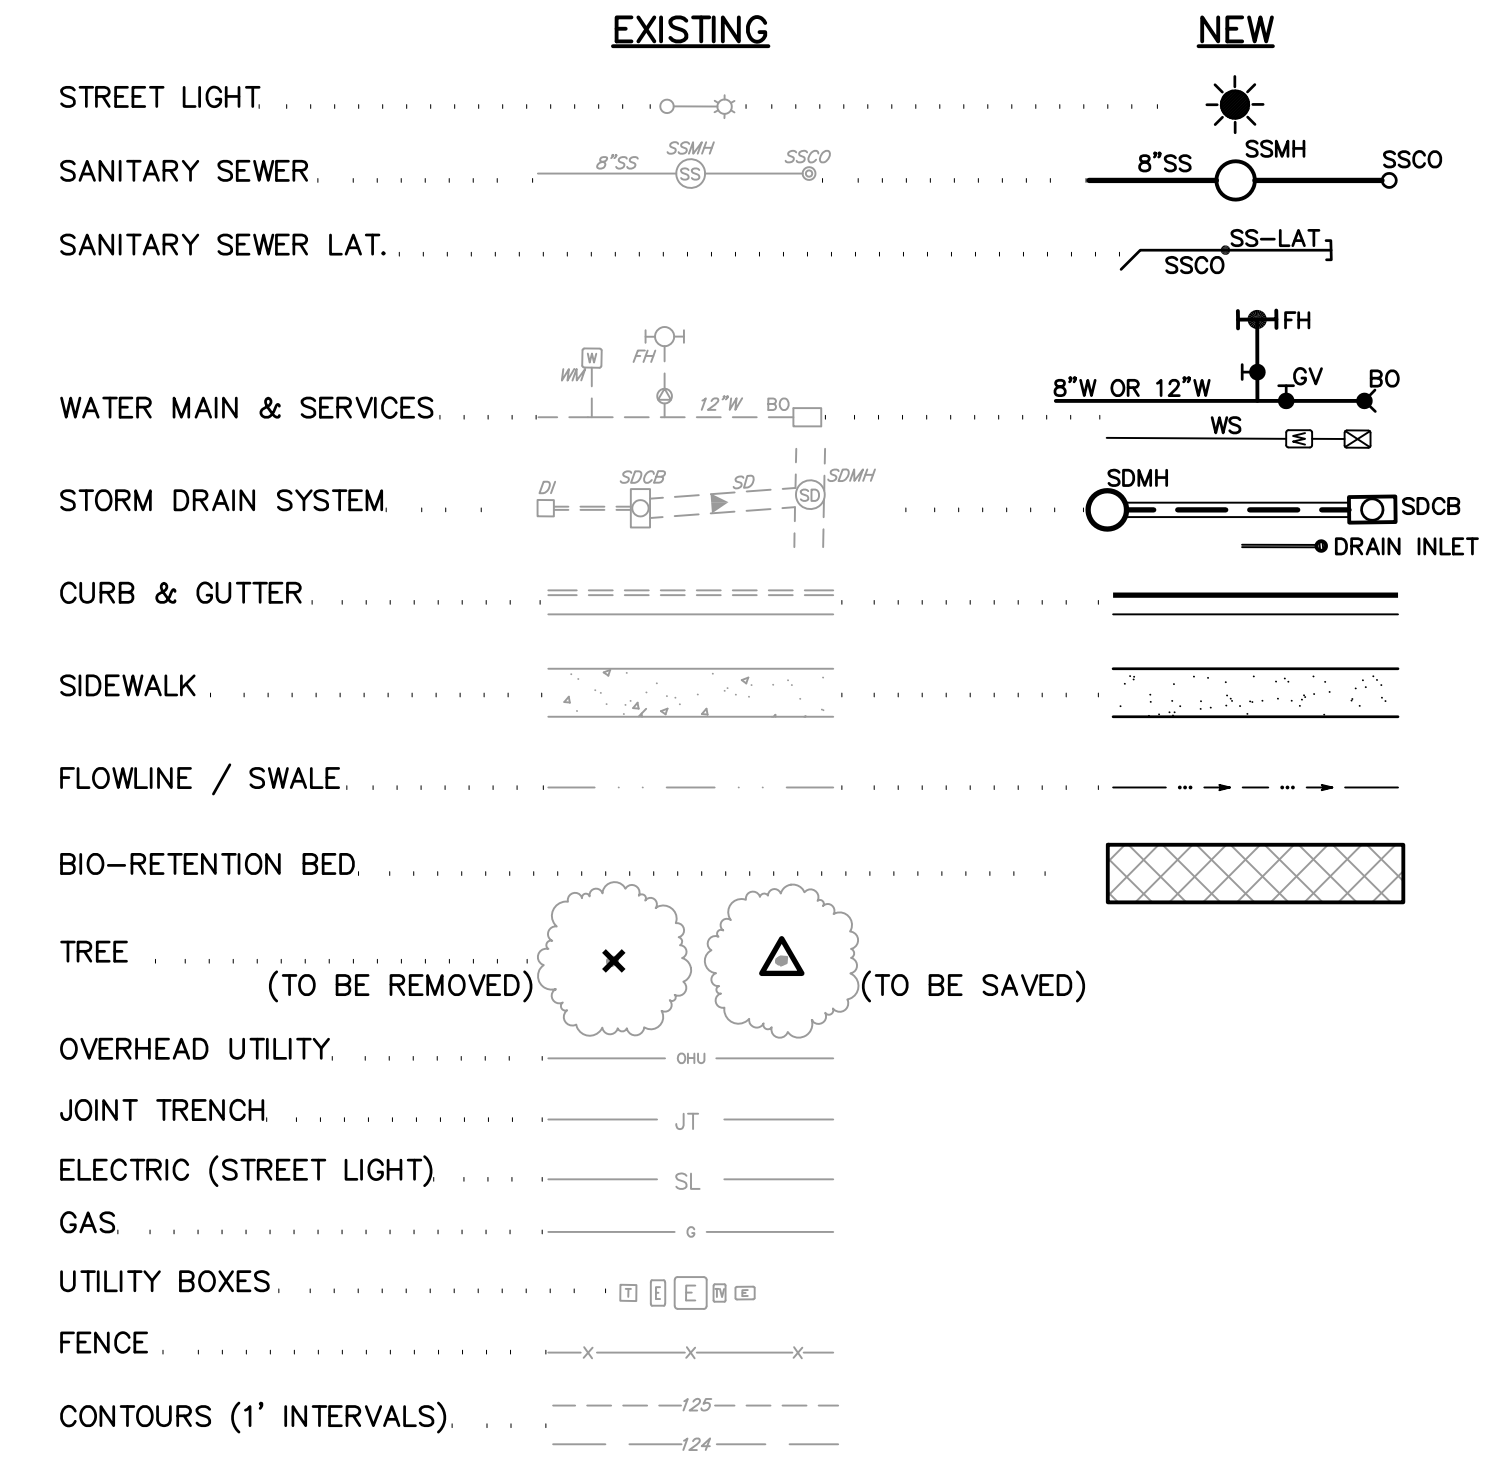 EXISTING NEW
STREET LIGHT
SANITARY SEWER 8"SS SSMH SS SSCO 8"SS SSMH SSCO
SANITARY SEWER LAT. SS-LAT SSCO
FH
W WM FH GV BO
WATER MAIN & SERVICES 12"W BO 8"W OR 12"W
WS W
STORM DRAIN SYSTEM DI SDCB SD SD SDMH SDMH SDCB
DRAIN INLET
CURB & GUTTER
SIDEWALK
FLOWLINE / SWALE
BIO-RETENTION BED
TREE
(TO BE REMOVED) (TO BE SAVED)
OVERHEAD UTILITY OHU
JOINT TRENCH JT
ELECTRIC (STREET LIGHT) SL
GAS G
UTILITY BOXES T E E TV E
FENCE X X X
CONTOURS (1' INTERVALS) 125
124